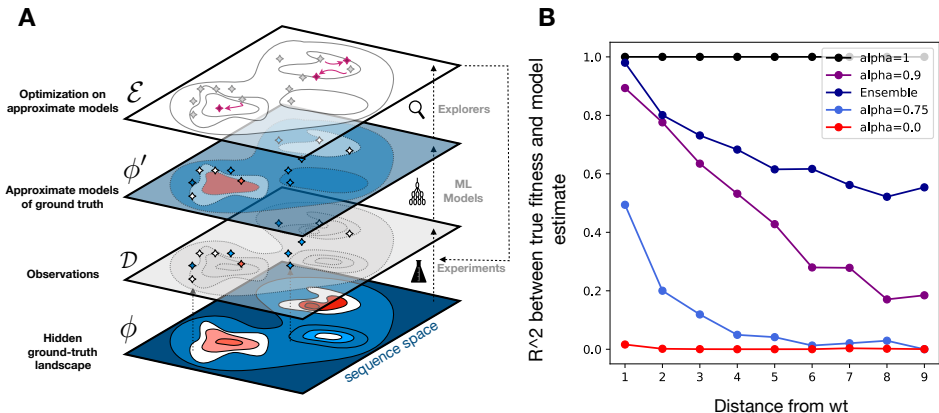 A
Optimization on
approximate models
ℰ
Explorers
ϕ′
Approximate models
of ground truth
ML
Models
𝒟
Observations
Experiments
ϕ
Hidden
ground-truth
landscape
sequence space
B
R^2 between true fitness and model
estimate
1.0
0.8
0.6
0.4
0.2
0.0
alpha=1
alpha=0.9
Ensemble
alpha=0.75
alpha=0.0
1 2 3 4 5 6 7 8 9
Distance from wt